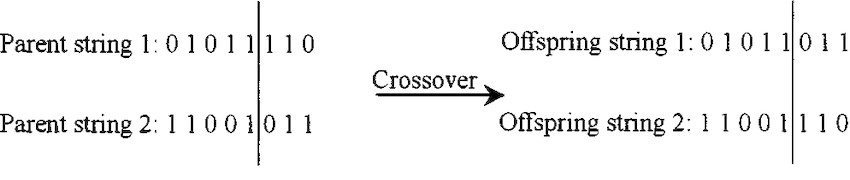 Parent string 1: 0 1 0 1 1 1 1 0
Offspring string 1: 0 1 0 1 1 0 1 1
Crossover
Parent string 2: 1 1 0 0 1 0 1 1
Offspring string 2: 1 1 0 0 1 1 1 0